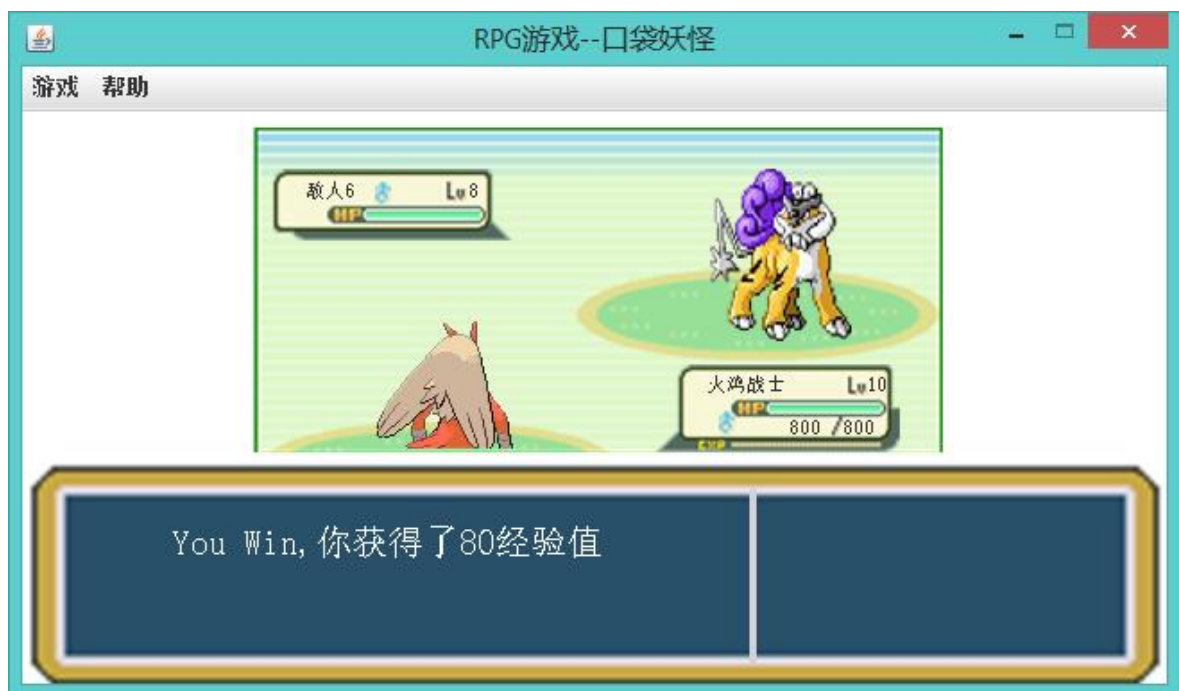 RPG游戏--口袋妖怪
游戏 帮助
敌人6 Lv8
HP
火鸡战士 Lv10
HP
800 /800
EXP
You Win,你获得了80经验值